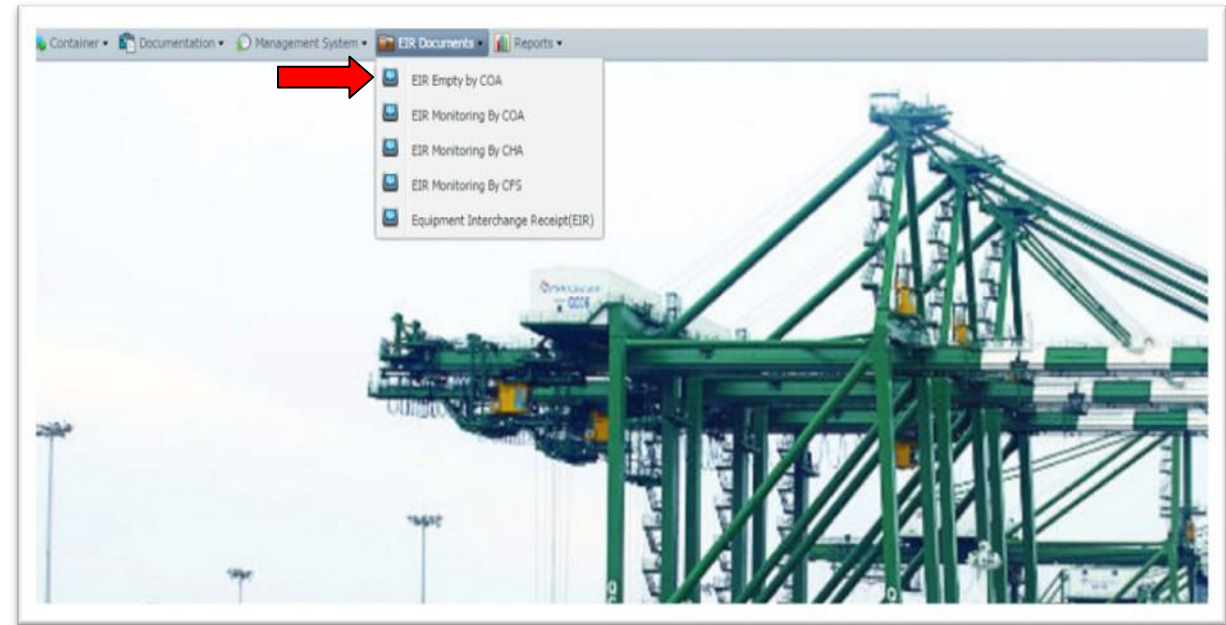 Container Documentation Management System EIR Documents Reports
EIR Empty by COA
EIR Monitoring By COA
EIR Monitoring By CHA
EIR Monitoring By CFS
Equipment Interchange Receipt(EIR)